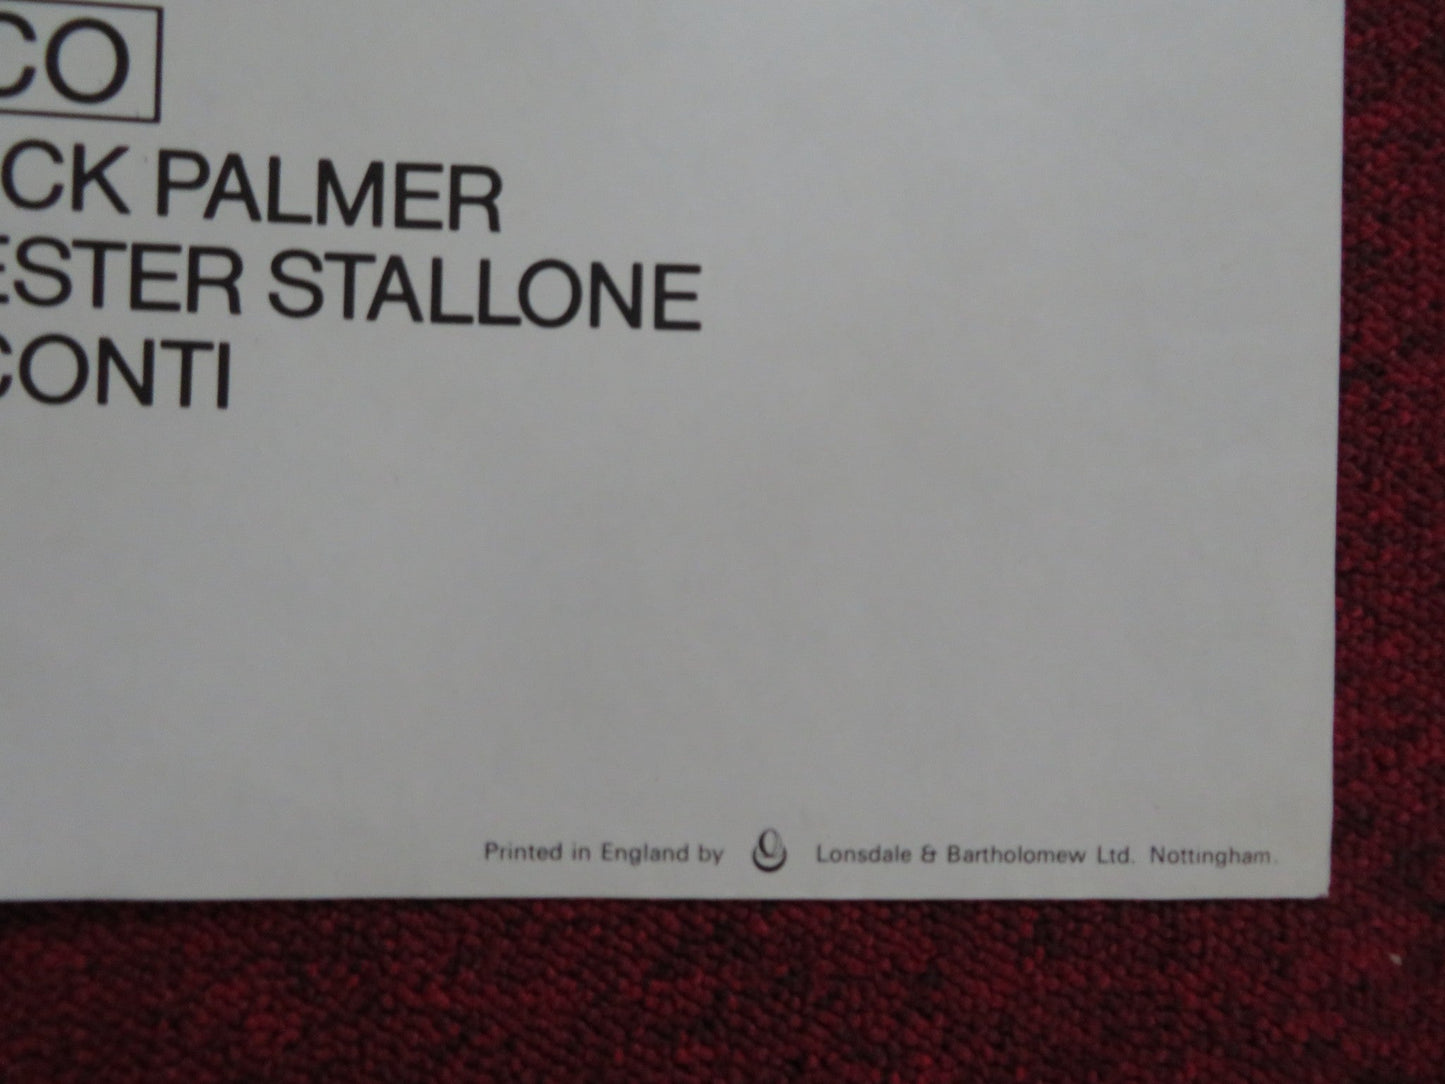 CO
CK PALMER
ESTER STALLONE
CONTI
Printed in England by Lonsdale & Bartholomew Ltd. Nottingham.